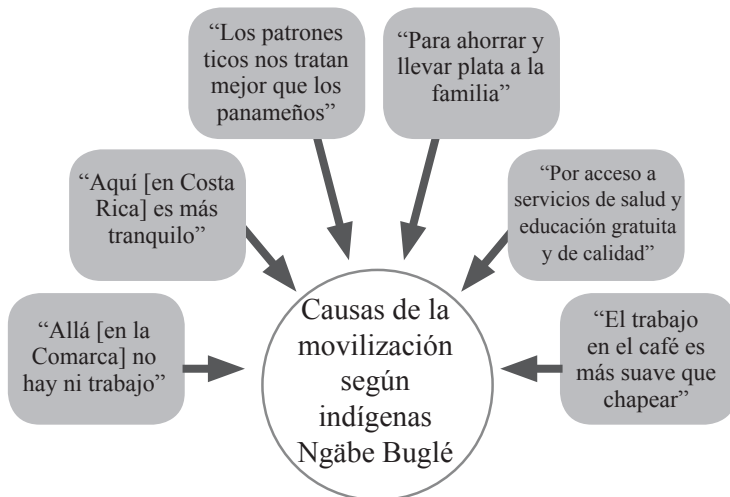 “Los patrones
ticos nos tratan
mejor que los
panameños”
“Para ahorrar y
llevar plata a la
familia”
“Aquí [en Costa
Rica] es más
tranquilo”
“Por acceso a
servicios de salud y
educación gratuita
y de calidad”
“Allá [en la
Comarca] no
hay ni trabajo”
Causas de la
movilización
según
indígenas
Ngäbe Buglé
“El trabajo
en el café es
más suave que
chapear”